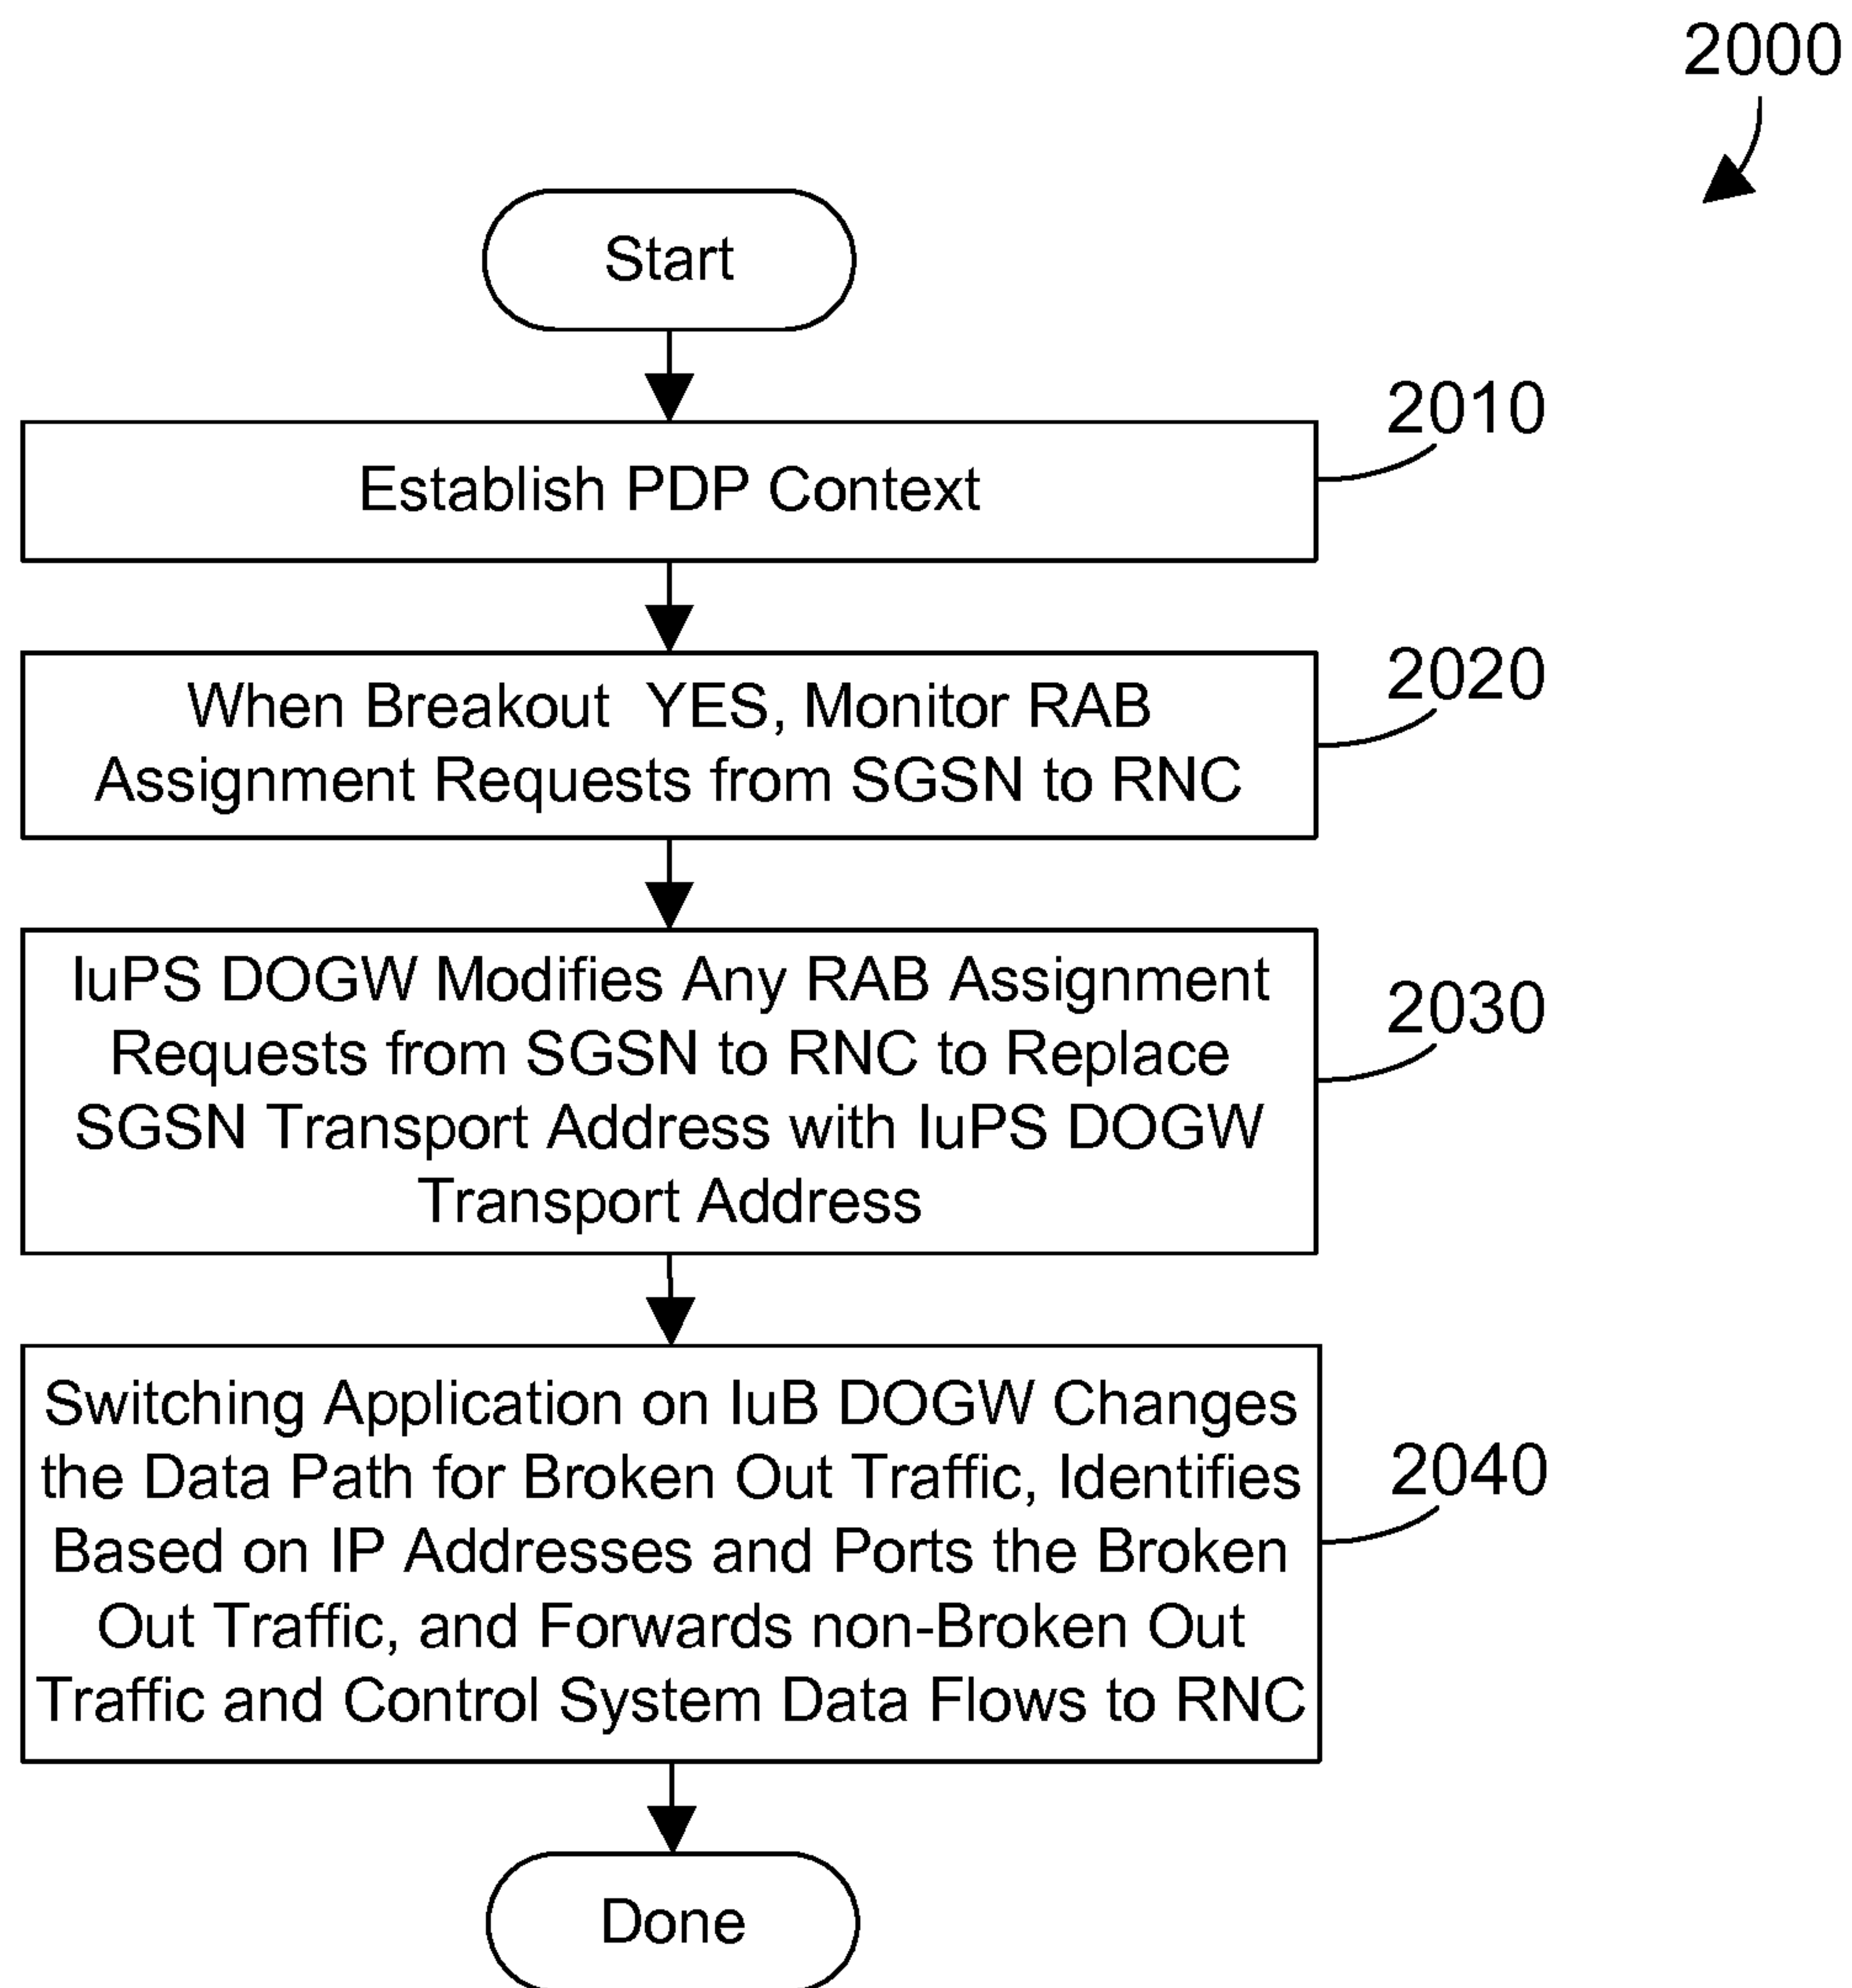 2000
Start
2010
Establish PDP Context
2020
When Breakout YES, Monitor RAB
Assignment Requests from SGSN to RNC
2030
IuPS DOGW Modifies Any RAB Assignment
Requests from SGSN to RNC to Replace
SGSN Transport Address with IuPS DOGW
Transport Address
2040
Switching Application on IuB DOGW Changes
the Data Path for Broken Out Traffic, Identifies
Based on IP Addresses and Ports the Broken
Out Traffic, and Forwards non-Broken Out
Traffic and Control System Data Flows to RNC
Done